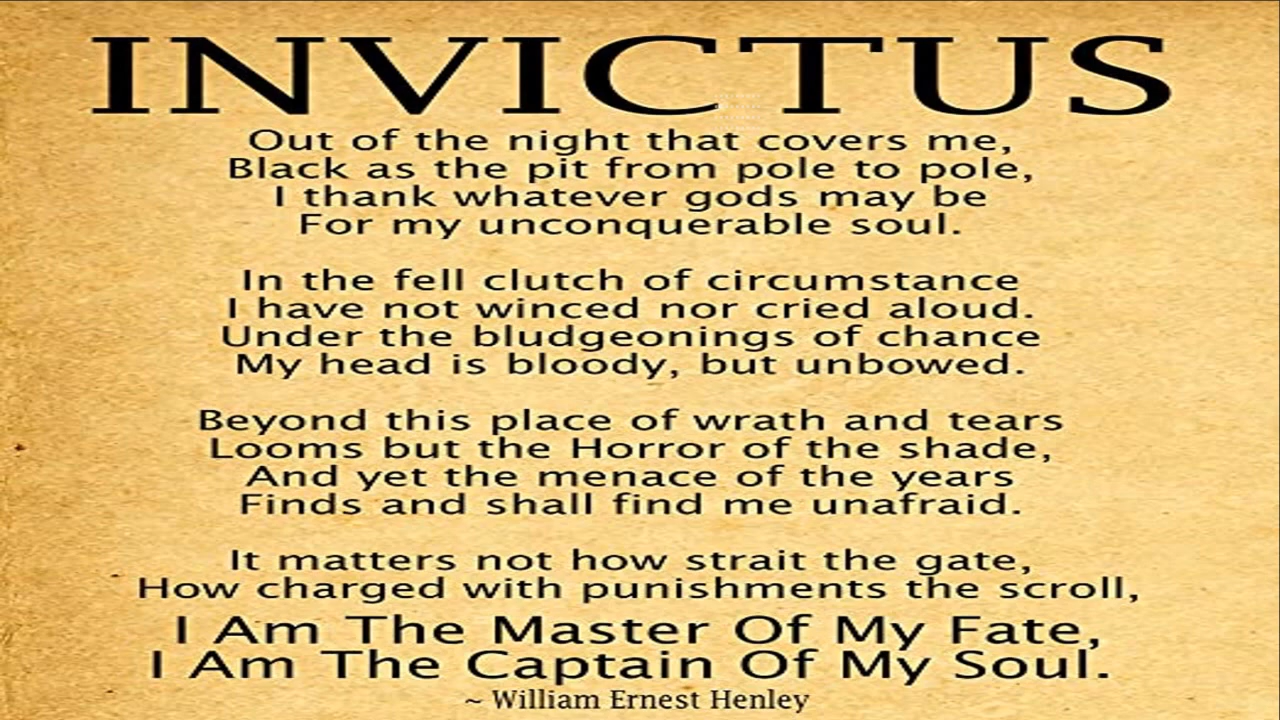 INVICTUS
Out of the night that covers me,
Black as the pit from pole to pole,
I thank whatever gods may be
For my unconquerable soul.
In the fell clutch of circumstance
I have not winced nor cried aloud.
Under the bludgeonings of chance
My head is bloody, but unbowed.
Beyond this place of wrath and tears
Looms but the Horror of the shade,
And yet the menace of the years
Finds and shall find me unafraid.
It matters not how strait the gate,
How charged with punishments the scroll,
I Am The Master Of My Fate,
I Am The Captain Of My Soul.
~ William Ernest Henley